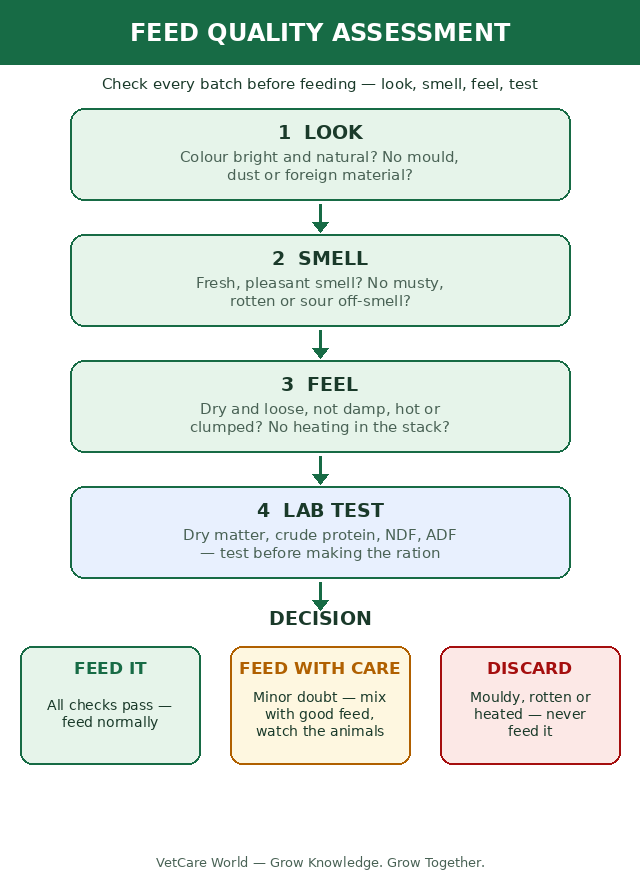 FEED QUALITY ASSESSMENT
Check every batch before feeding — look, smell, feel, test
1  LOOK
Colour bright and natural? No mould,
dust or foreign material?
2  SMELL
Fresh, pleasant smell? No musty,
rotten or sour off-smell?
3  FEEL
Dry and loose, not damp, hot or
clumped? No heating in the stack?
4  LAB TEST
Dry matter, crude protein, NDF, ADF
— test before making the ration
DECISION
FEED IT
All checks pass —
feed normally
FEED WITH CARE
Minor doubt — mix
with good feed,
watch the animals
DISCARD
Mouldy, rotten or
heated — never
feed it
VetCare World — Grow Knowledge. Grow Together.